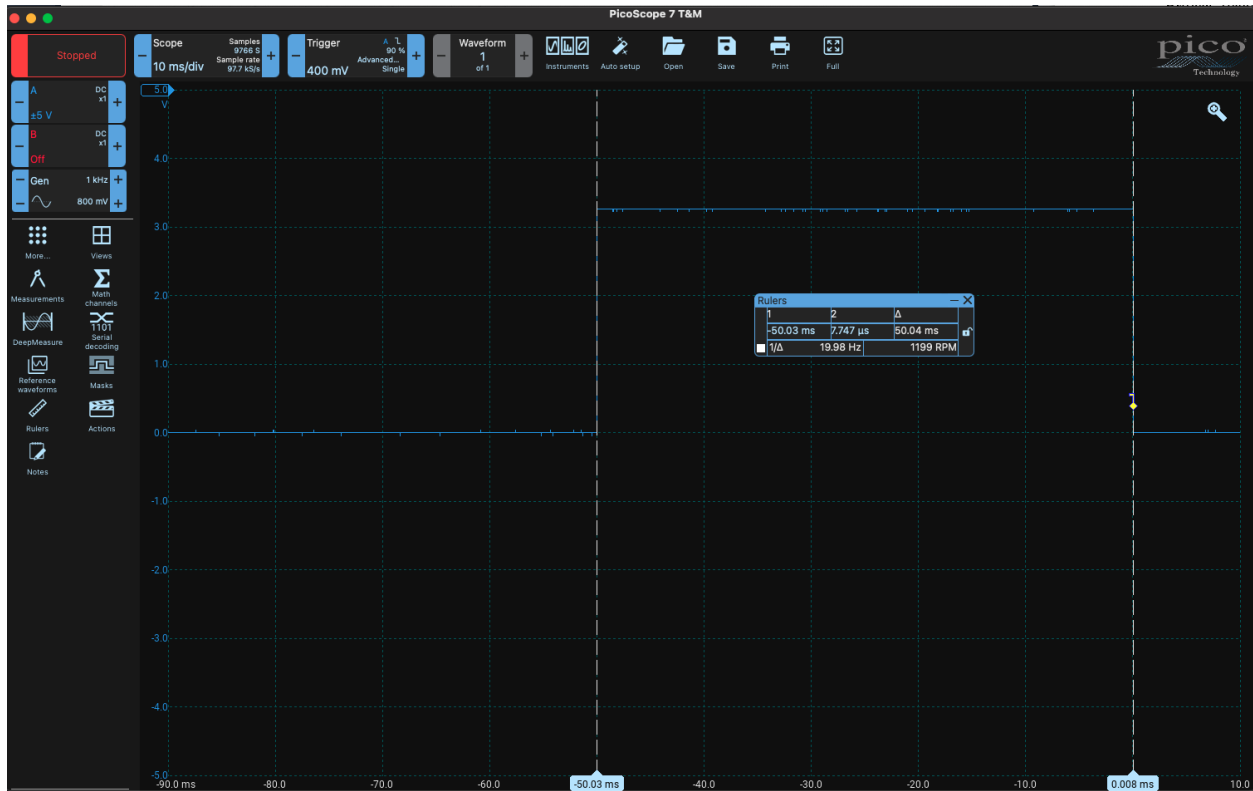 PicoScope 7 T&M
Stopped
Scope
10 ms/div
Samples
9766 S
Sample rate
97.7 kS/s
Trigger
400 mV
A
90 %
Advanced...
Single
Waveform
1
of 1
Instruments
Auto setup
Open
Save
Print
Full
pico
Technology
A
DC
x1
±5 V
B
DC
x1
Off
Gen
1 kHz
800 mV
More...
Views
Measurements
Math
channels
DeepMeasure
1101
Serial
decoding
Reference
waveforms
Masks
Rulers
Actions
Notes
5.0
V
4.0
3.0
2.0
1.0
0.0
-1.0
-2.0
-3.0
-4.0
-5.0
Rulers
1 2 Δ
-50.03 ms 7.747 µs 50.04 ms
1/Δ 19.98 Hz 1199 RPM
-90.0 ms -80.0 -70.0 -60.0 -50.03 ms -40.0 -30.0 -20.0 -10.0 0.008 ms 10.0